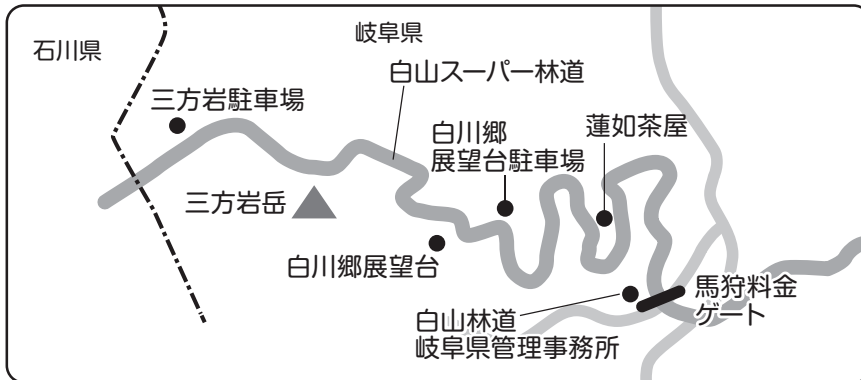 石川県
岐阜県
白山スーパー林道
三方岩駐車場
白川郷
展望台駐車場
蓮如茶屋
三方岩岳
白川郷展望台
馬狩料金
ゲート
白山林道
岐阜県管理事務所